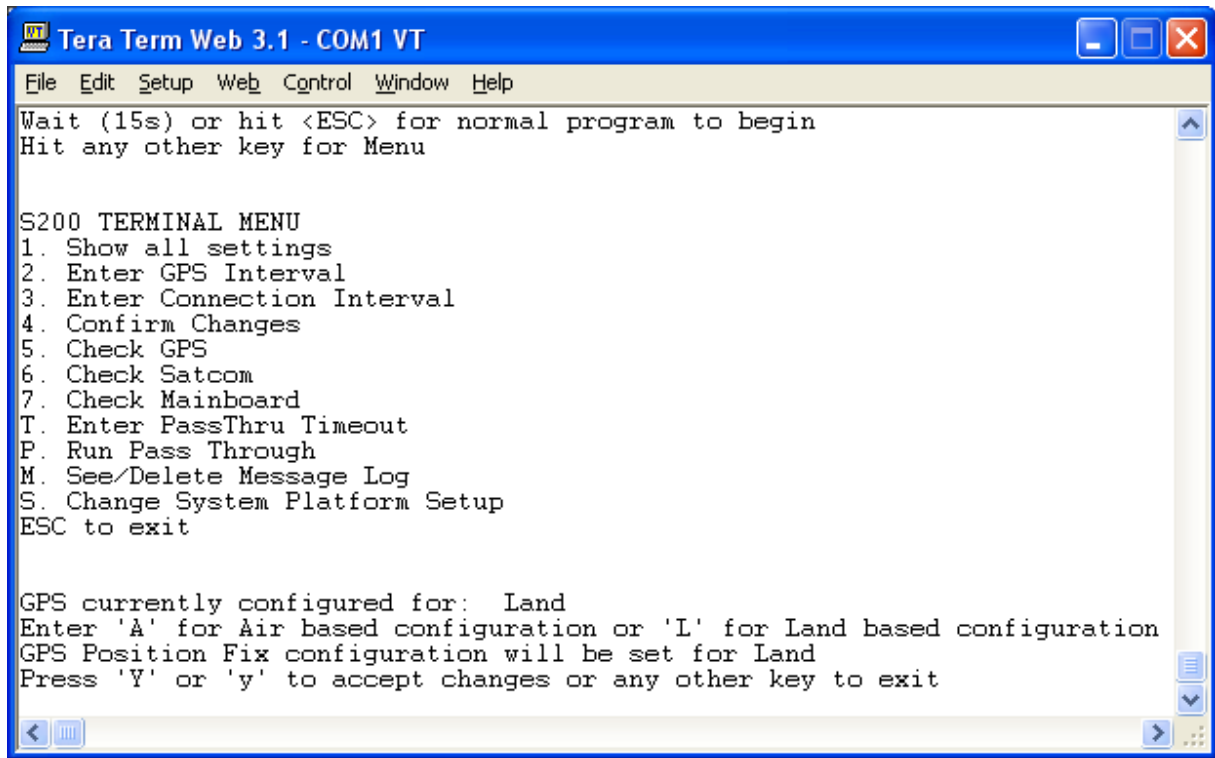 Tera Term Web 3.1 - COM1 VT
File Edit Setup Web Control Window Help
Wait (15s) or hit <ESC> for normal program to begin
Hit any other key for Menu
S200 TERMINAL MENU
1. Show all settings
2. Enter GPS Interval
3. Enter Connection Interval
4. Confirm Changes
5. Check GPS
6. Check Satcom
7. Check Mainboard
T. Enter PassThru Timeout
P. Run Pass Through
M. See/Delete Message Log
S. Change System Platform Setup
ESC to exit
GPS currently configured for:  Land
Enter 'A' for Air based configuration or 'L' for Land based configuration
GPS Position Fix configuration will be set for Land
Press 'Y' or 'y' to accept changes or any other key to exit